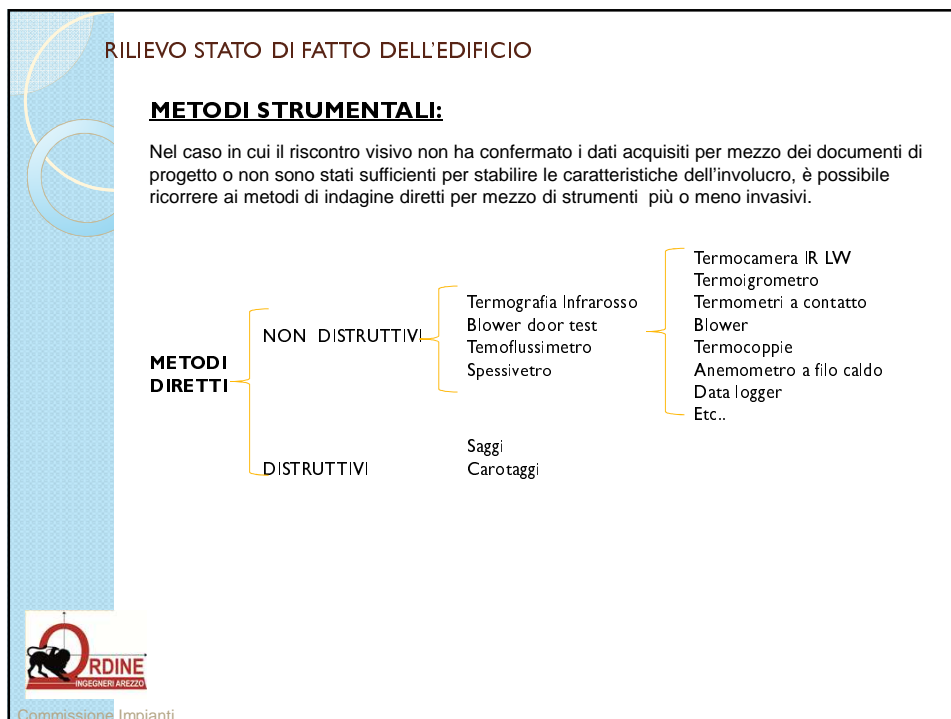 RILIEVO STATO DI FATTO DELL'EDIFICIO
METODI STRUMENTALI:
Nel caso in cui il riscontro visivo non ha confermato i dati acquisiti per mezzo dei documenti di
progetto o non sono stati sufficienti per stabilire le caratteristiche dell'involucro, è possibile
ricorrere ai metodi di indagine diretti per mezzo di strumenti più o meno invasivi.
METODI
DIRETTI
NON DISTRUTTIVI
Termografia Infrarosso
Blower door test
Temoflussimetro
Spessivetro
Termocamera IR LW
Termoigrometro
Termometri a contatto
Blower
Termocoppie
Anemometro a filo caldo
Data logger
Etc..
DISTRUTTIVI
Saggi
Carotaggi
ORDINE
INGEGNERI AREZZO
Commissione Impianti